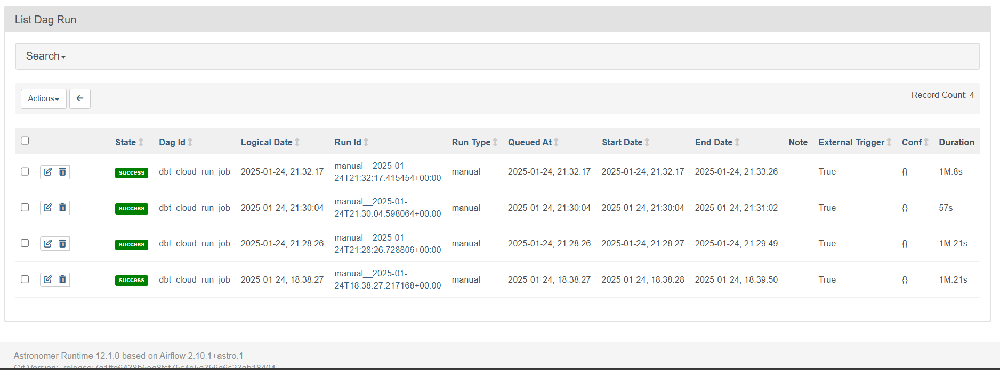 List Dag Run
Search
Actions
Record Count: 4
State Dag Id Logical Date Run Id Run Type Queued At Start Date End Date Note External Trigger Conf Duration
success dbt_cloud_run_job 2025-01-24, 21:32:17 manual__2025-01-
24T21:32:17.415454+00:00 manual 2025-01-24, 21:32:17 2025-01-24, 21:32:17 2025-01-24, 21:33:26 True {} 1M:8s
success dbt_cloud_run_job 2025-01-24, 21:30:04 manual__2025-01-
24T21:30:04.598064+00:00 manual 2025-01-24, 21:30:04 2025-01-24, 21:30:04 2025-01-24, 21:31:02 True {} 57s
success dbt_cloud_run_job 2025-01-24, 21:28:26 manual__2025-01-
24T21:28:26.728806+00:00 manual 2025-01-24, 21:28:26 2025-01-24, 21:28:27 2025-01-24, 21:29:49 True {} 1M:21s
success dbt_cloud_run_job 2025-01-24, 18:38:27 manual__2025-01-
24T18:38:27.217168+00:00 manual 2025-01-24, 18:38:27 2025-01-24, 18:38:28 2025-01-24, 18:39:50 True {} 1M:21s
Astronomer Runtime 12.1.0 based on Airflow 2.10.1+astro.1
Git Version: